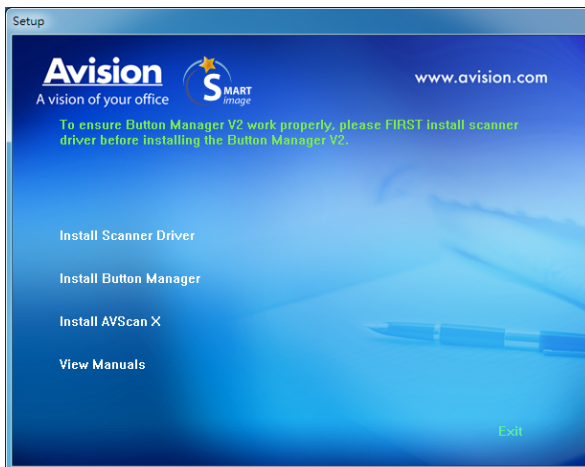 Setup
Avision
A vision of your office
SMART
image
www.avision.com
To ensure Button Manager V2 work properly, please FIRST install scanner
driver before installing the Button Manager V2.
Install Scanner Driver
Install Button Manager
Install AVScan X
View Manuals
Exit